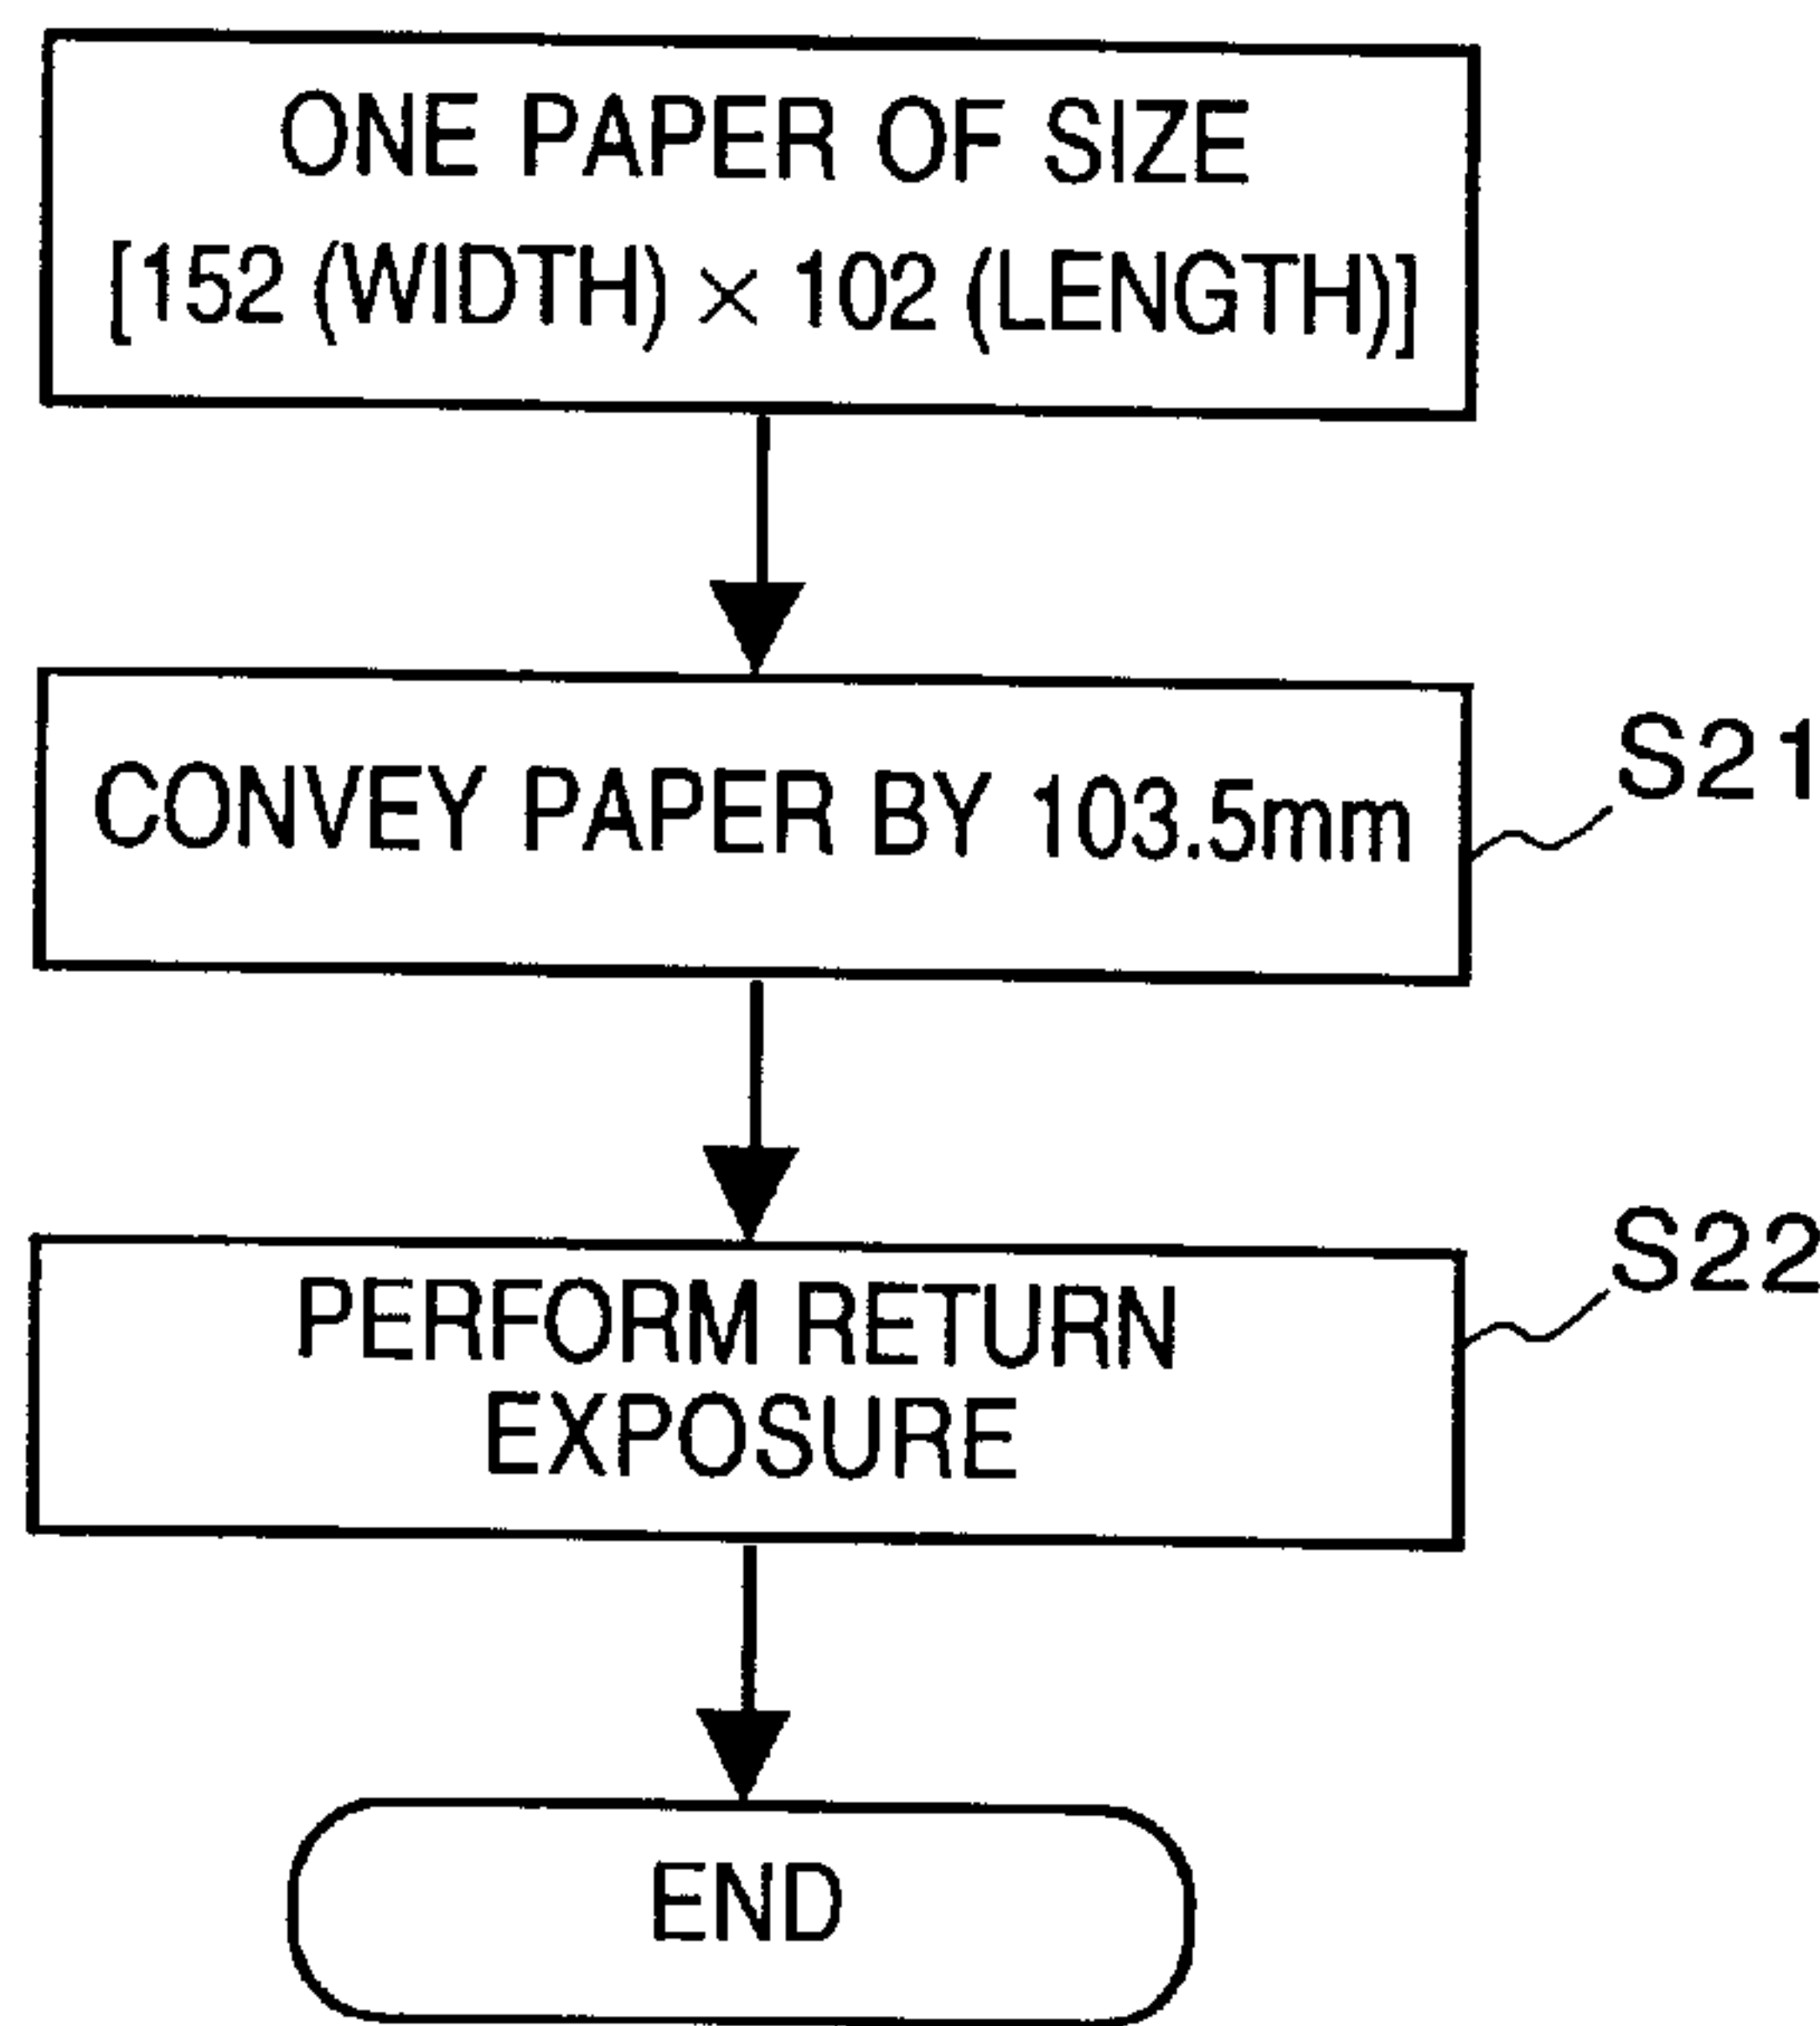 ONE PAPER OF SIZE
[152 (WIDTH) × 102 (LENGTH)]
CONVEY PAPER BY 103.5mm
S21
PERFORM RETURN
EXPOSURE
S22
END